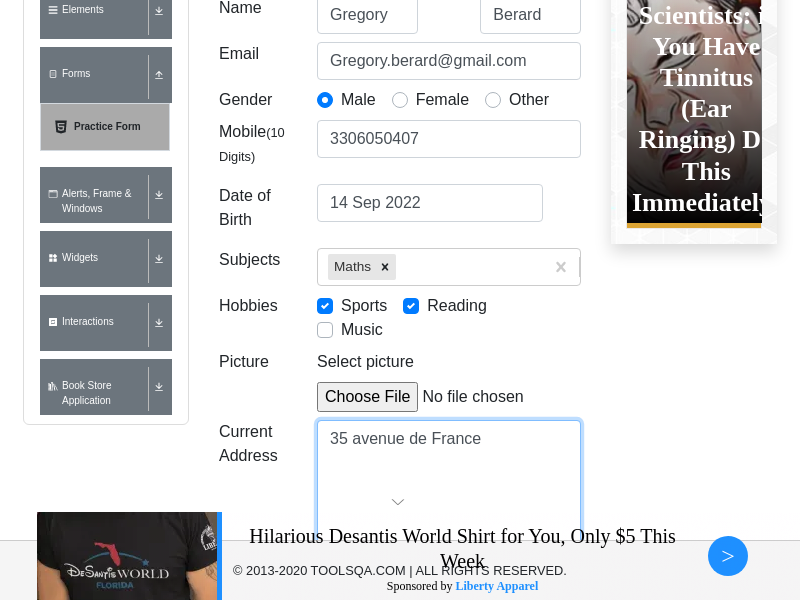 Elements
Forms
Practice Form
Alerts, Frame &
Windows
Widgets
Interactions
Book Store
Application
Name
Gregory
Berard
Email
Gregory.berard@gmail.com
Gender
Male
Female
Other
Mobile(10
Digits)
3306050407
Date of
Birth
14 Sep 2022
Subjects
Maths
Hobbies
Sports
Reading
Music
Picture
Select picture
Choose File No file chosen
Current
Address
35 avenue de France
Scientists:
You Have
Tinnitus
(Ear
Ringing)
This
Immediately
DESANTIS WORLD
FLORIDA
Hilarious Desantis World Shirt for You, Only $5 This
Week
© 2013-2020 TOOLSQA.COM | ALL RIGHTS RESERVED.
Sponsored by Liberty Apparel
>